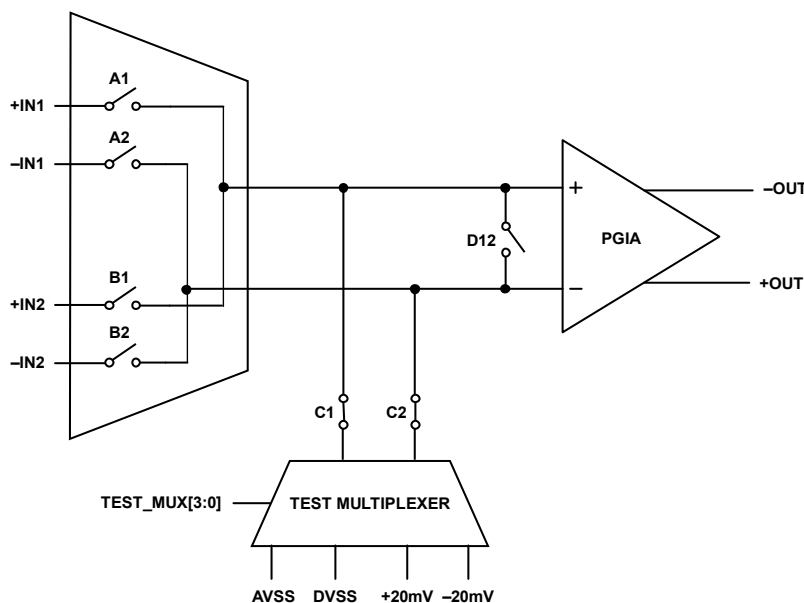 A1
+IN1
A2
–IN1
–OUT
+
PGIA
D12
B1
+IN2
–
+OUT
B2
–IN2
C1
C2
TEST_MUX[3:0]
TEST MULTIPLEXER
AVSS
DVSS
+20mV
–20mV